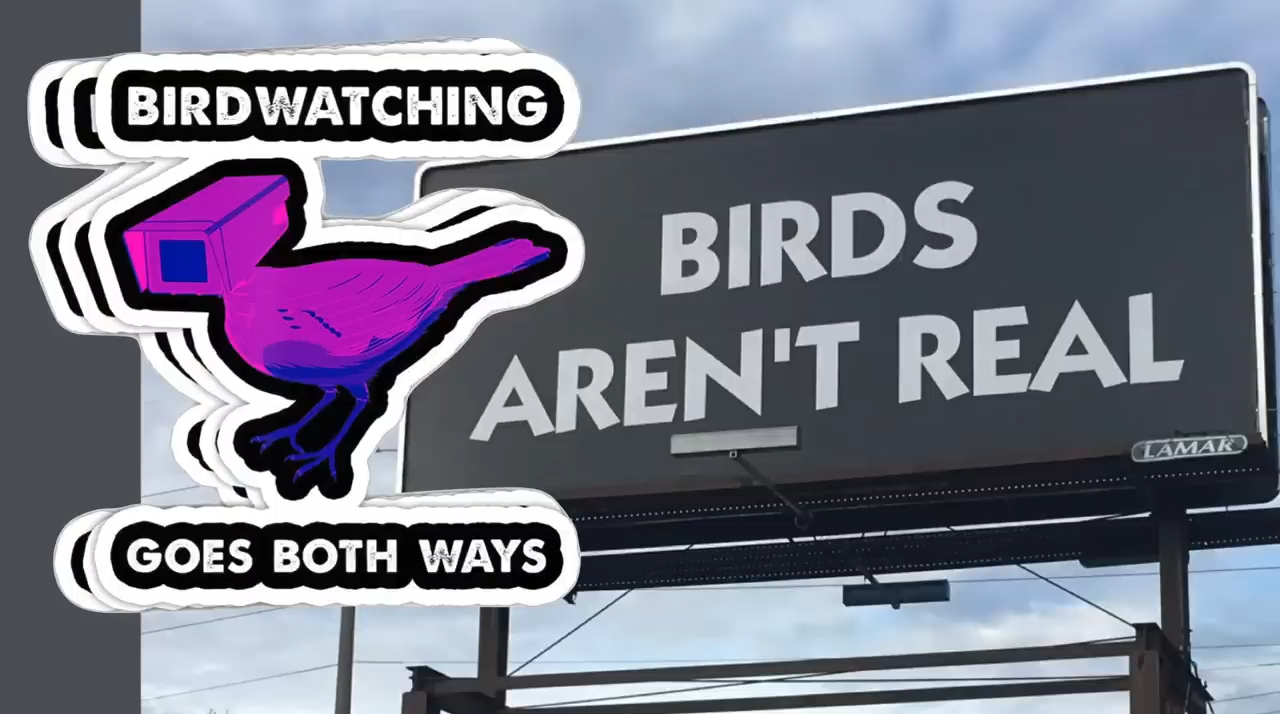 BIRDWATCHING
GOES BOTH WAYS
BIRDS
AREN'T REAL
LAMAR